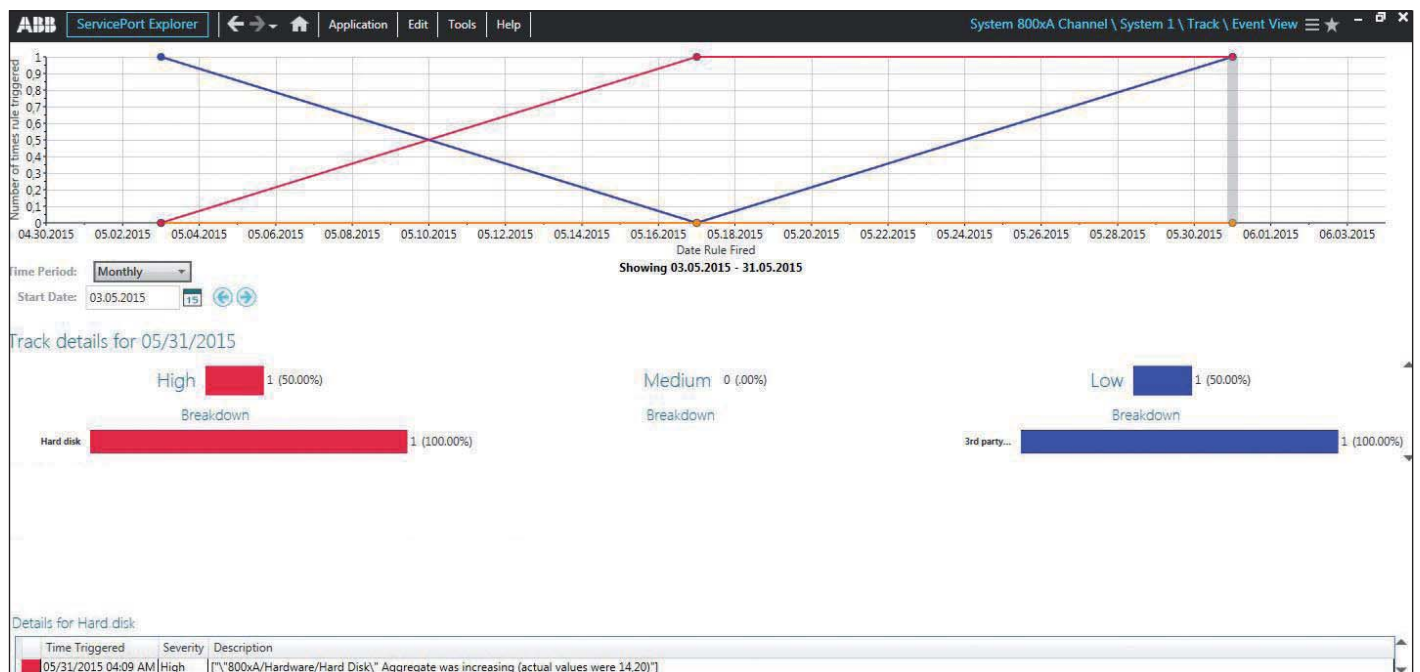 ABB ServicePort Explorer Application Edit Tools Help System 800xA Channel \ System 1 \ Track \ Event View
Number of times rule triggered
1
0,9
0,8
0,7
0,6
0,5
0,4
0,3
0,2
0,1
0
04.30.2015 05.02.2015 05.04.2015 05.06.2015 05.08.2015 05.10.2015 05.12.2015 05.14.2015 05.16.2015 05.18.2015 05.20.2015 05.22.2015 05.24.2015 05.26.2015 05.28.2015 05.30.2015 06.01.2015 06.03.2015
Date Rule Fired
Showing 03.05.2015 - 31.05.2015
Time Period: Monthly
Start Date: 03.05.2015 15
Track details for 05/31/2015
High 1 (50.00%) Medium 0 (.00%) Low 1 (50.00%)
Breakdown Breakdown Breakdown
Hard disk 1 (100.00%) 3rd party... 1 (100.00%)
Details for Hard disk
Time Triggered Severity Description
05/31/2015 04:09 AM High ["\"800xA/Hardware/Hard Disk\" Aggregate was increasing (actual values were 14,20)"]